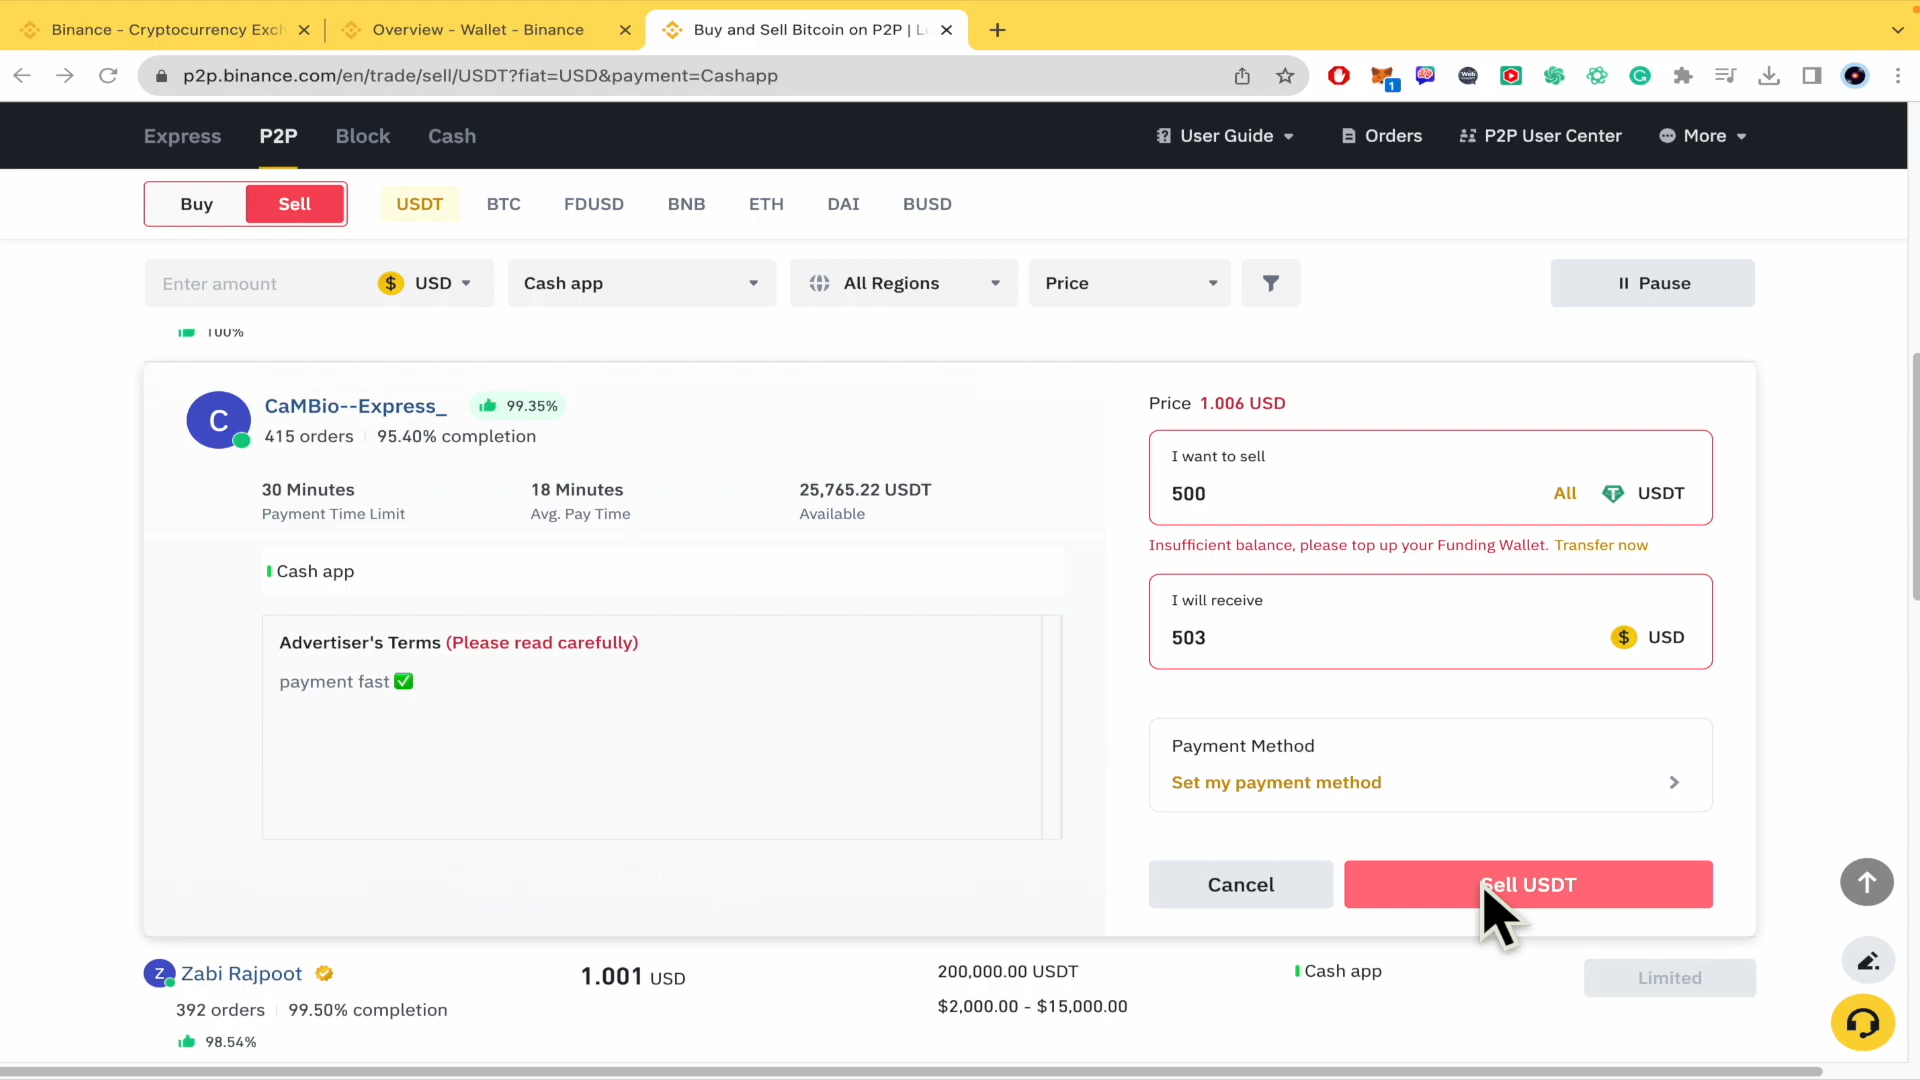 Binance - Cryptocurrency Exch
Overview - Wallet - Binance
Buy and Sell Bitcoin on P2P | L
p2p.binance.com/en/trade/sell/USDT?fiat=USD&payment=Cashapp
1
Express P2P Block Cash
User Guide Orders P2P User Center More
Buy Sell USDT BTC FDUSD BNB ETH DAI BUSD
Enter amount $ USD Cash app All Regions Price Pause
100%
C
CaMBio--Express_ 99.35%
415 orders 95.40% completion
30 Minutes 18 Minutes 25,765.22 USDT
Payment Time Limit Avg. Pay Time Available
Cash app
Advertiser's Terms (Please read carefully)
payment fast ✅
Price 1.006 USD
I want to sell
500 All USDT
Insufficient balance, please top up your Funding Wallet. Transfer now
I will receive
503 $ USD
Payment Method
Set my payment method
Cancel Sell USDT
Z Zabi Rajpoot 1.001 USD 200,000.00 USDT Cash app Limited
392 orders 99.50% completion $2,000.00 - $15,000.00
98.54%